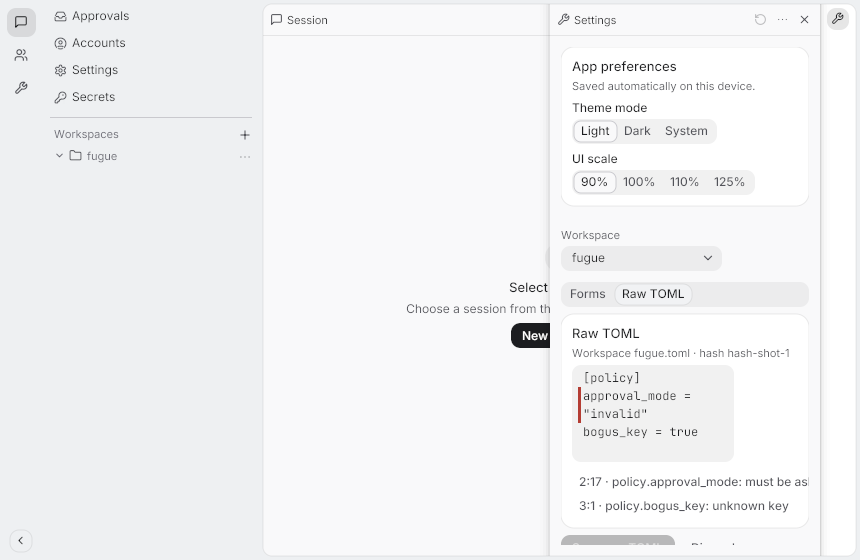 Approvals
Accounts
Settings
Secrets
Workspaces
fugue
Session
Select
Choose a session from th
New
Settings
App preferences
Saved automatically on this device.
Theme mode
Light Dark System
UI scale
90% 100% 110% 125%
Workspace
fugue
Forms Raw TOML
Raw TOML
Workspace fugue.toml · hash hash-shot-1
[policy]
approval_mode =
"invalid"
bogus_key = true
2:17 · policy.approval_mode: must be as
3:1 · policy.bogus_key: unknown key